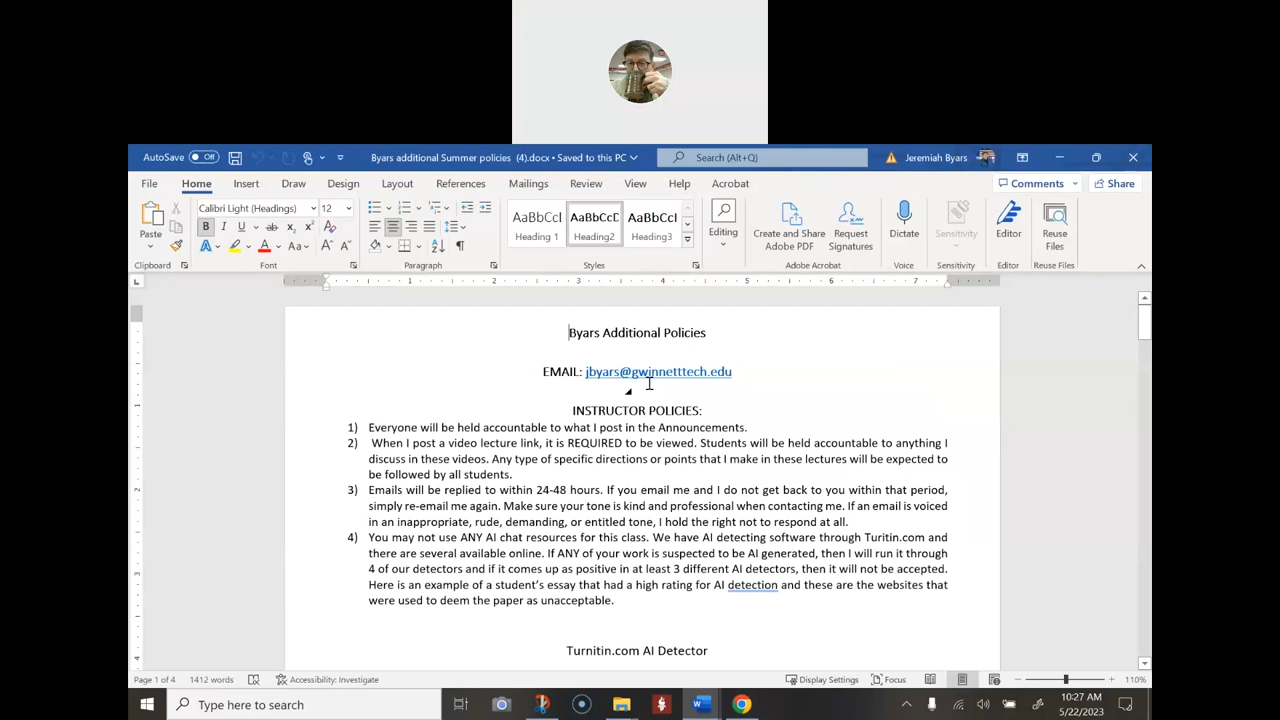 AutoSave Off
Byars additional Summer policies (4).docx • Saved to this PC
Search (Alt+Q)
Jeremiah Byars
File Home Insert Draw Design Layout References Mailings Review View Help Acrobat
Comments Share
Calibri Light (Headings) 12
AaBbCcI AaBbCcD AaBbCcI
Paste
B I U ab x₂ x²
Heading 1 Heading2 Heading3
Editing
Create and Share Adobe PDF
Request Signatures
Dictate
Sensitivity
Editor
Reuse Files
Clipboard Font Paragraph Styles Adobe Acrobat Voice Sensitivity Editor Reuse Files
1 2 3 4 5 6 7
Byars Additional Policies
EMAIL: jbyars@gwinnetttech.edu
INSTRUCTOR POLICIES:
1) Everyone will be held accountable to what I post in the Announcements.
2) When I post a video lecture link, it is REQUIRED to be viewed. Students will be held accountable to anything I
discuss in these videos. Any type of specific directions or points that I make in these lectures will be expected to
be followed by all students.
3) Emails will be replied to within 24-48 hours. If you email me and I do not get back to you within that period,
simply re-email me again. Make sure your tone is kind and professional when contacting me. If an email is voiced
in an inappropriate, rude, demanding, or entitled tone, I hold the right not to respond at all.
4) You may not use ANY AI chat resources for this class. We have AI detecting software through Turitin.com and
there are several available online. If ANY of your work is suspected to be AI generated, then I will run it through
4 of our detectors and if it comes up as positive in at least 3 different AI detectors, then it will not be accepted.
Here is an example of a student's essay that had a high rating for AI detection and these are the websites that
were used to deem the paper as unacceptable.
Turnitin.com AI Detector
Page 1 of 4 1412 words Accessibility: Investigate Display Settings Focus 110%
Type here to search
10:27 AM
5/22/2023